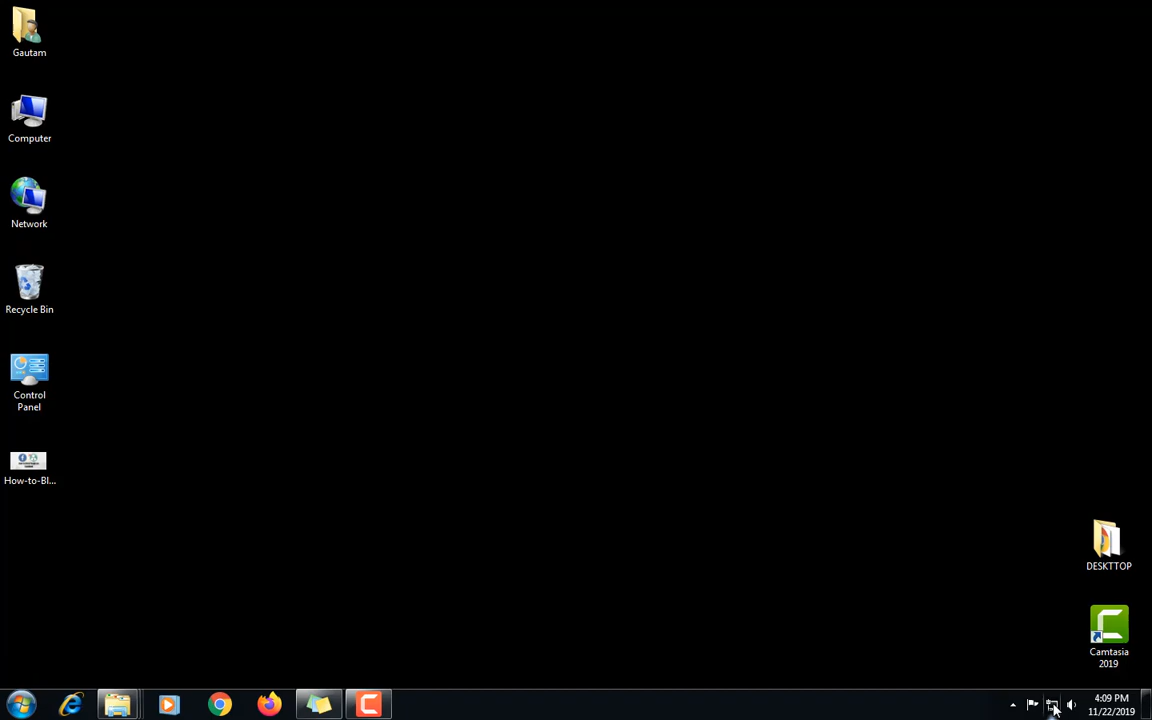 Gautam
Computer
Network
Recycle Bin
Control
Panel
How-to-Bl...
DESKTTOP
Camtasia
2019
4:09 PM
11/22/2019